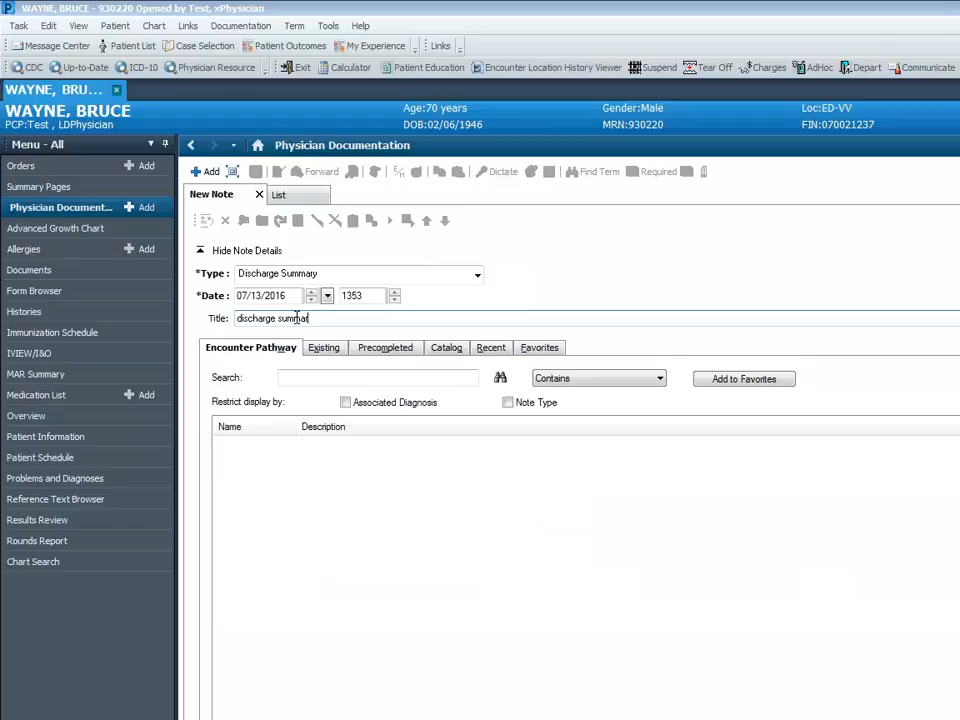 WAYNE, BRUCE - 930220 Opened by Test, xPhysician
Task Edit View Patient Chart Links Documentation Term Tools Help
Message Center Patient List Case Selection Patient Outcomes My Experience Links
CDC Up-to-Date ICD-10 Physician Resource Exit Calculator Patient Education Encounter Location History Viewer Suspend Tear Off Charges AdHoc Depart Communicate
WAYNE, BRU...
WAYNE, BRUCE Age:70 years Gender:Male Loc:ED-VV
PCP:Test , LDPhysician DOB:02/06/1946 MRN:930220 FIN:070021237
Menu - All
Physician Documentation
Orders Add
Summary Pages
Physician Document... Add
Advanced Growth Chart
Allergies Add
Documents
Form Browser
Histories
Immunization Schedule
IVIEW/I&O
MAR Summary
Medication List Add
Overview
Patient Information
Patient Schedule
Problems and Diagnoses
Reference Text Browser
Results Review
Rounds Report
Chart Search
Add Forward Dictate Find Term Required
New Note List
Hide Note Details
*Type : Discharge Summary
*Date : 07/13/2016 1353
Title: discharge summar
Encounter Pathway Existing Precompleted Catalog Recent Favorites
Search: Contains Add to Favorites
Restrict display by: Associated Diagnosis Note Type
Name Description